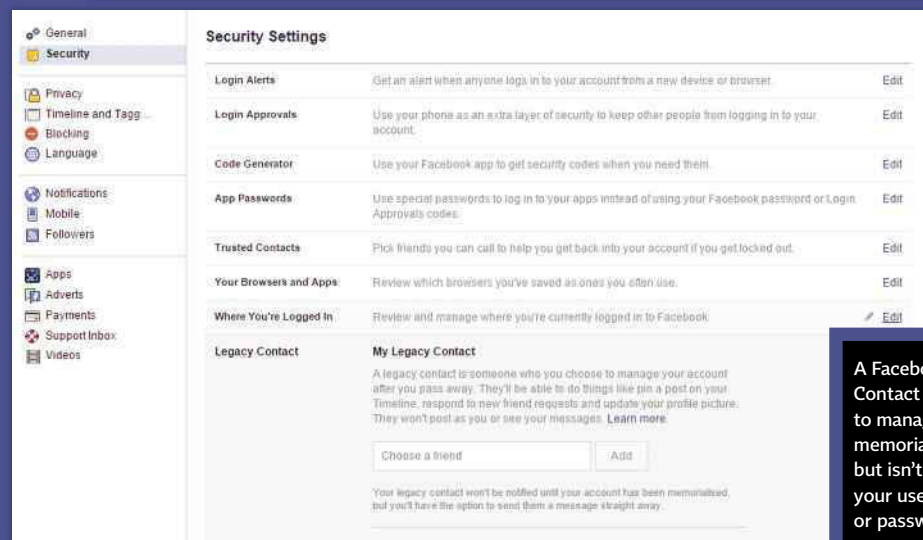 General
Security
Privacy
Timeline and Tagg...
Blocking
Language
Notifications
Mobile
Followers
Apps
Adverts
Payments
Support Inbox
Videos
Security Settings
Login Alerts Get an alert when anyone logs in to your account from a new device or browser. Edit
Login Approvals Use your phone as an extra layer of security to keep other people from logging in to your Edit
account.
Code Generator Use your Facebook app to get security codes when you need them. Edit
App Passwords Use special passwords to log in to your apps instead of using your Facebook password or Login Edit
Approvals codes.
Trusted Contacts Pick friends you can call to help you get back into your account if you get locked out. Edit
Your Browsers and Apps Review which browsers you've saved as ones you often use. Edit
Where You're Logged In Review and manage where you're currently logged in to Facebook. Edit
Legacy Contact My Legacy Contact
A legacy contact is someone who you choose to manage your account
after you pass away. They'll be able to do things like pin a post on your
Timeline, respond to new friend requests and update your profile picture.
They won't post as you or see your messages. Learn more.
Choose a friend Add
Your legacy contact won't be notified until your account has been memorialised,
but you'll have the option to send them a message straight away.
A Facebo
Contact
to manag
memoria
but isn't
your use
or passw